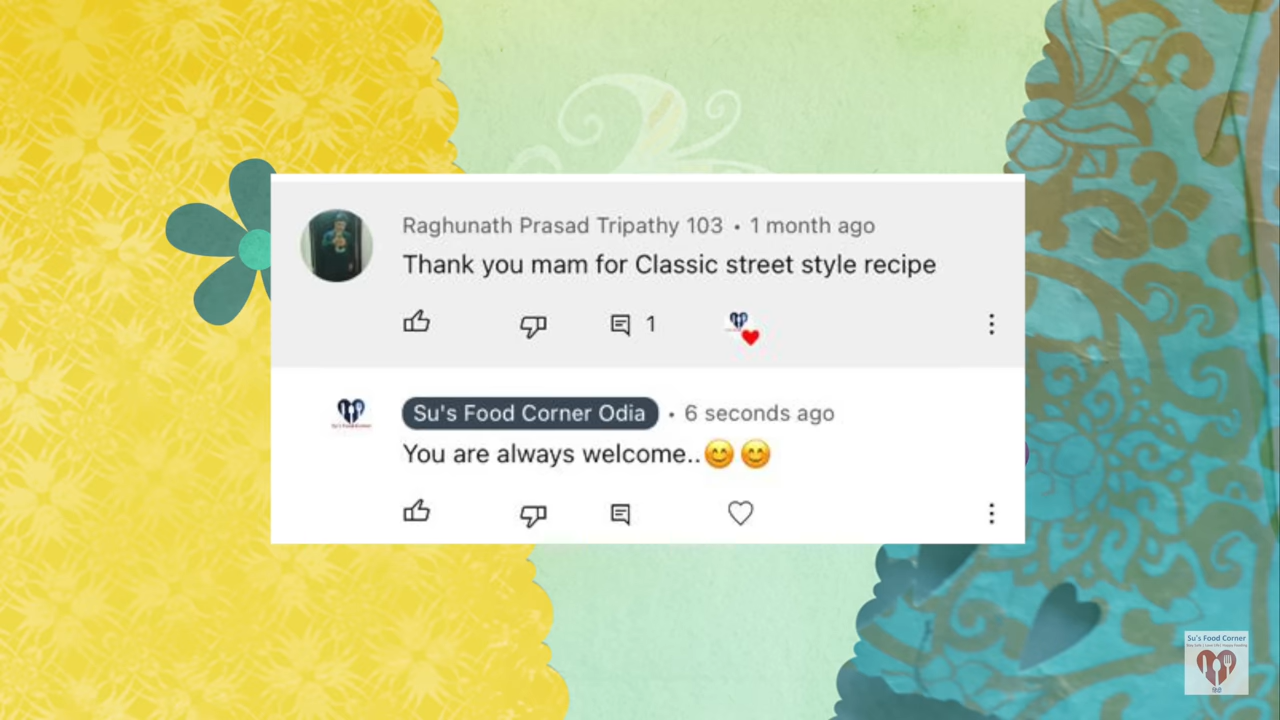 Raghunath Prasad Tripathy 103 • 1 month ago
Thank you mam for Classic street style recipe
1
Su's Food Corner Odia • 6 seconds ago
You are always welcome..😊😊
Su's Food Corner
हिंदी